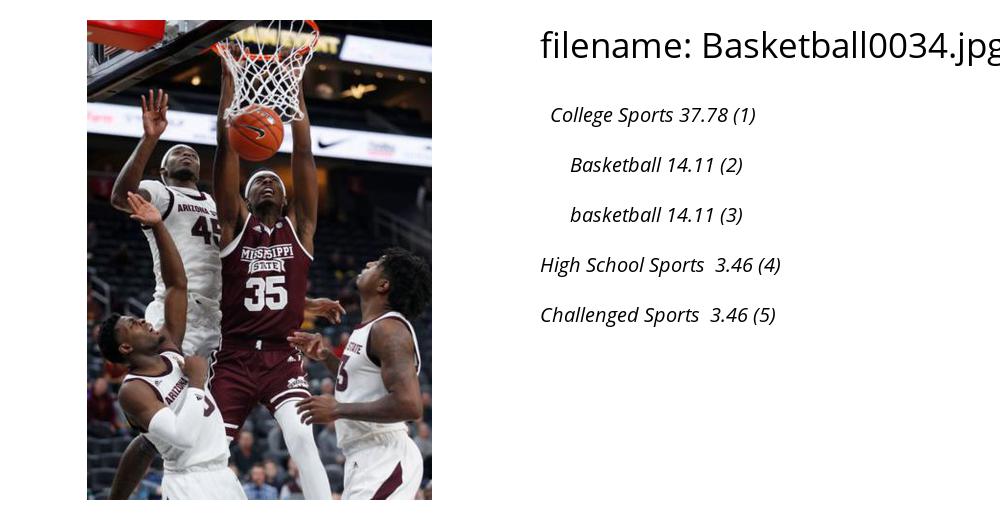 filename: Basketball0034.jpg
College Sports 37.78 (1)
Basketball 14.11 (2)
basketball 14.11 (3)
High School Sports 3.46 (4)
Challenged Sports 3.46 (5)
ARIZONA
45
MISSISSIPPI
STATE
35
STATE
3
ARIZONA